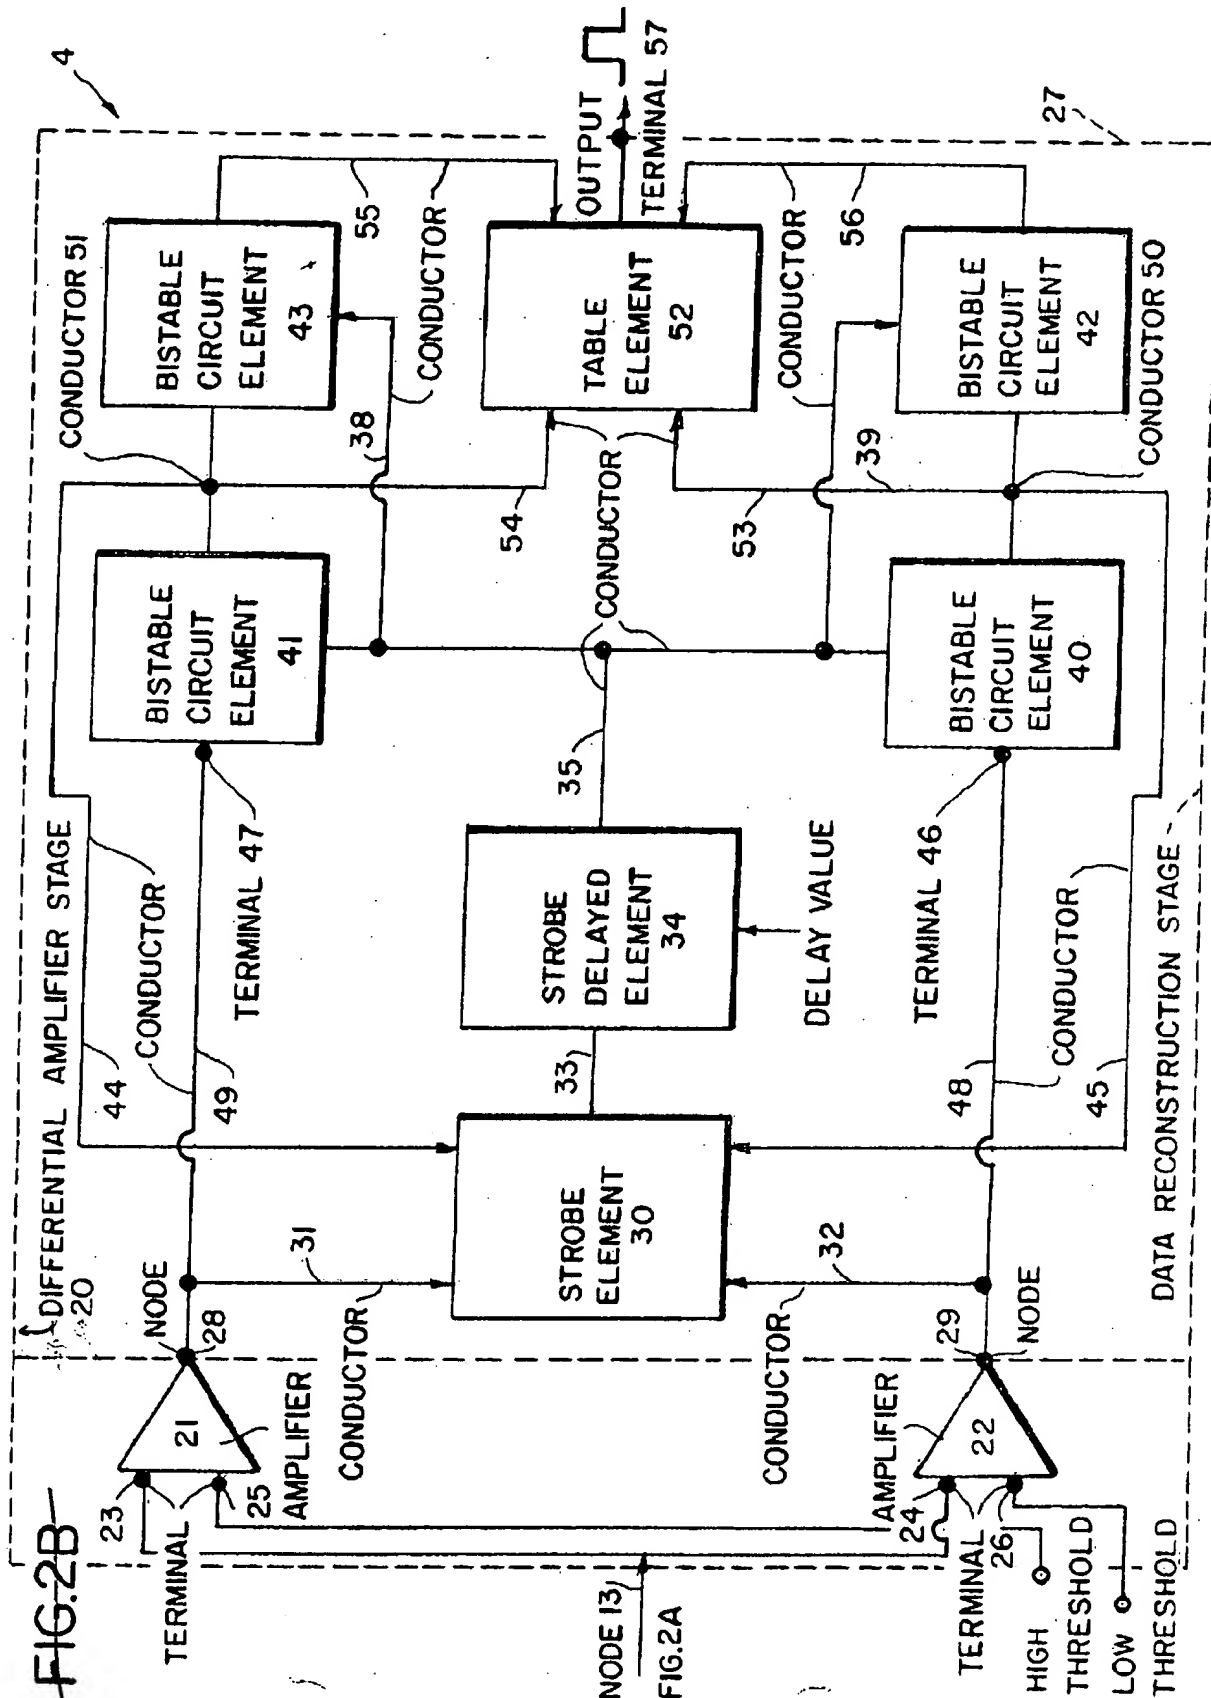 FIG.2B
4
DIFFERENTIAL AMPLIFIER STAGE
20
27
CONDUCTOR 51
BISTABLE
CIRCUIT
ELEMENT
41
BISTABLE
CIRCUIT
ELEMENT
43
55
CONDUCTOR
38
CONDUCTOR
44
CONDUCTOR
49
TERMINAL 47
NODE
28
21
23
25
TERMINAL
AMPLIFIER
31
CONDUCTOR
STROBE
ELEMENT
30
33
STROBE
DELAYED
ELEMENT
34
DELAY VALUE
35
CONDUCTOR
54
53
TABLE
ELEMENT
52
OUTPUT
TERMINAL 57
NODE 13
FIG.2A
32
CONDUCTOR
AMPLIFIER
22
24
26
TERMINAL
29
NODE
HIGH
THRESHOLD
LOW
THRESHOLD
48
CONDUCTOR
45
TERMINAL 46
BISTABLE
CIRCUIT
ELEMENT
40
39
CONDUCTOR
56
BISTABLE
CIRCUIT
ELEMENT
42
CONDUCTOR 50
DATA RECONSTRUCTION STAGE